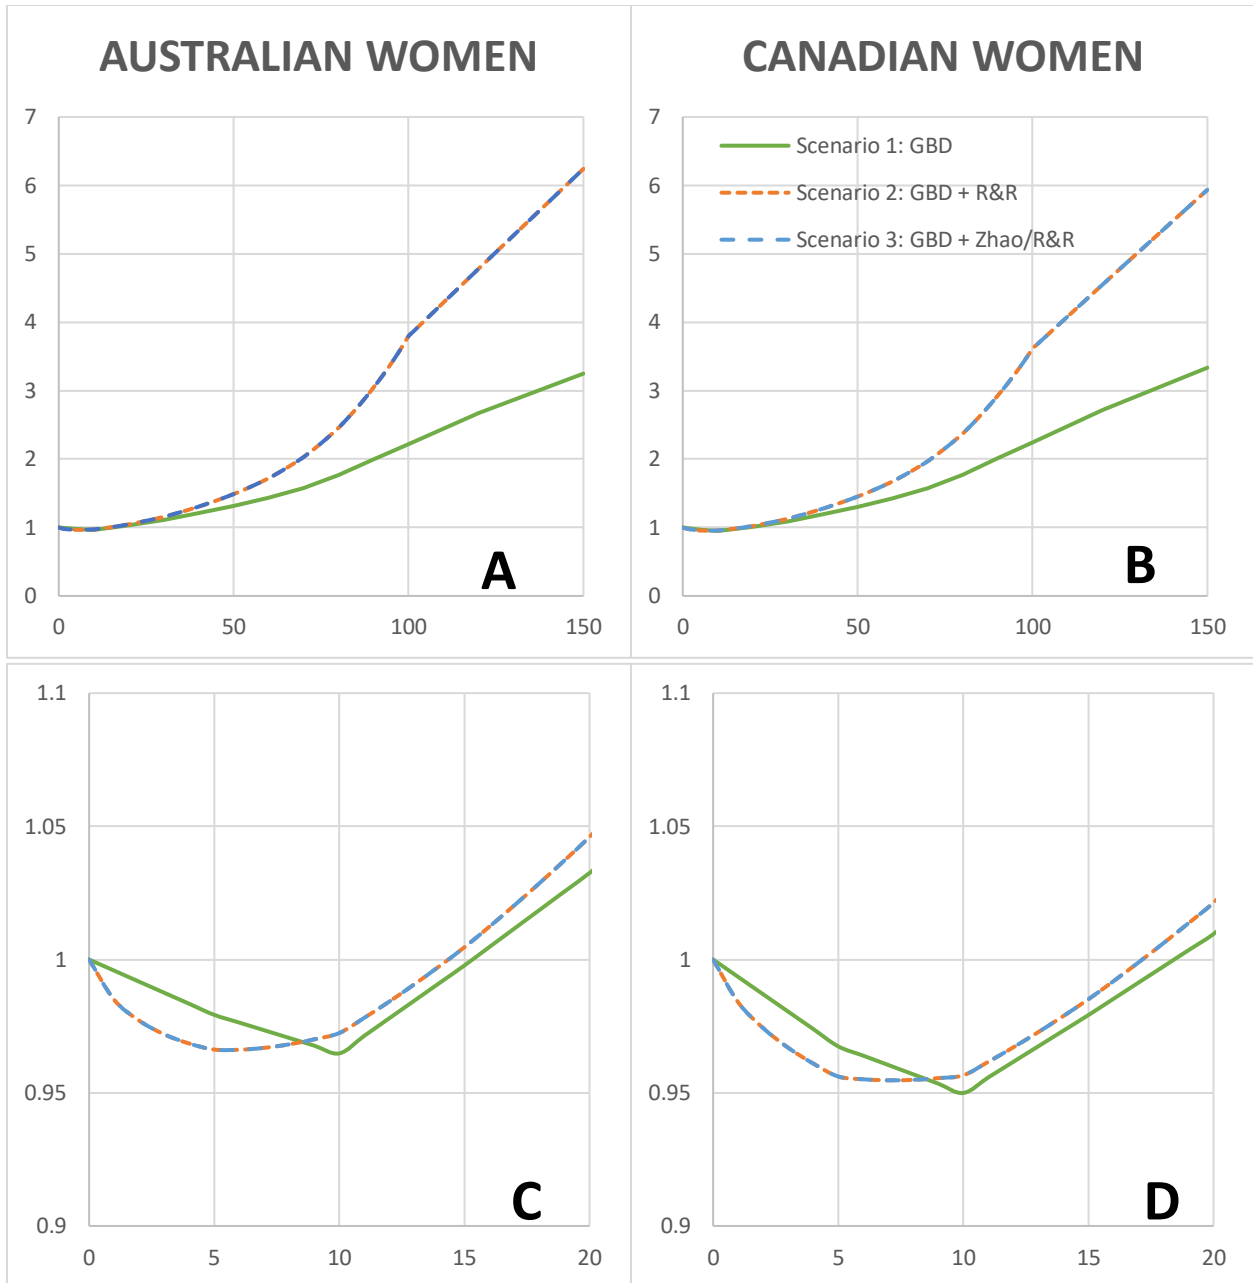 AUSTRALIAN WOMEN
7
6
5
4
3
2
1
0
0 50 100 150
A
CANADIAN WOMEN
7
6
5
4
3
2
1
0
0 50 100 150
Scenario 1: GBD
Scenario 2: GBD + R&R
Scenario 3: GBD + Zhao/R&R
B
1.1
1.05
1
0.95
0.9
0 5 10 15 20
C
1.1
1.05
1
0.95
0.9
0 5 10 15 20
D